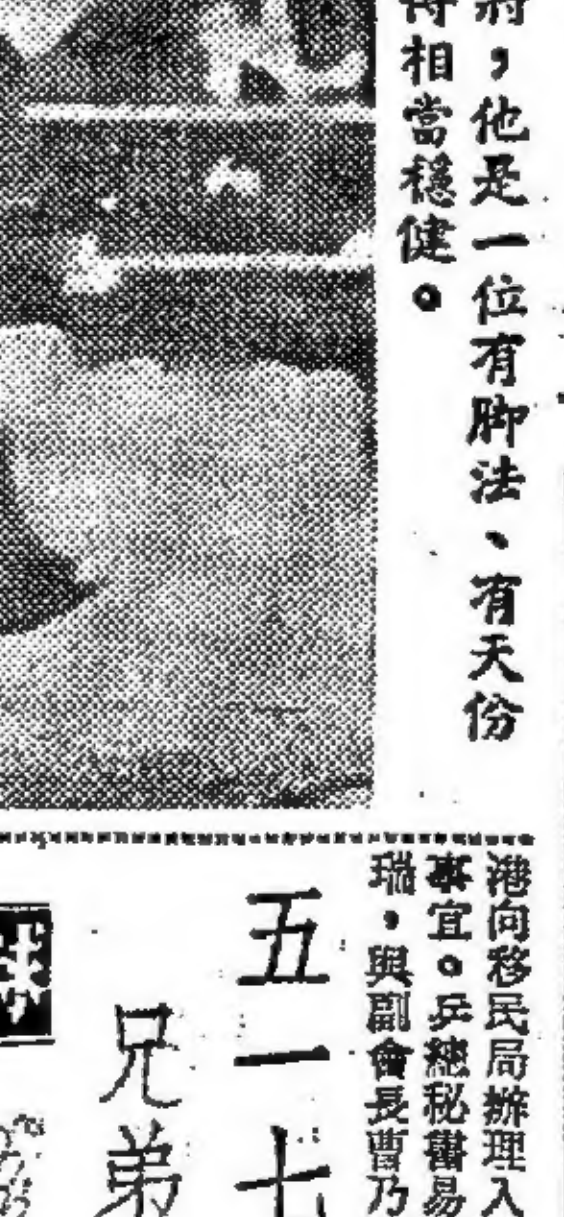 將，他是一位有脚法、有天份
得相當穩健。
港向移民局辦理入
事宜。乒總秘書易
瑞，與副會長曹乃
五一七
兄弟